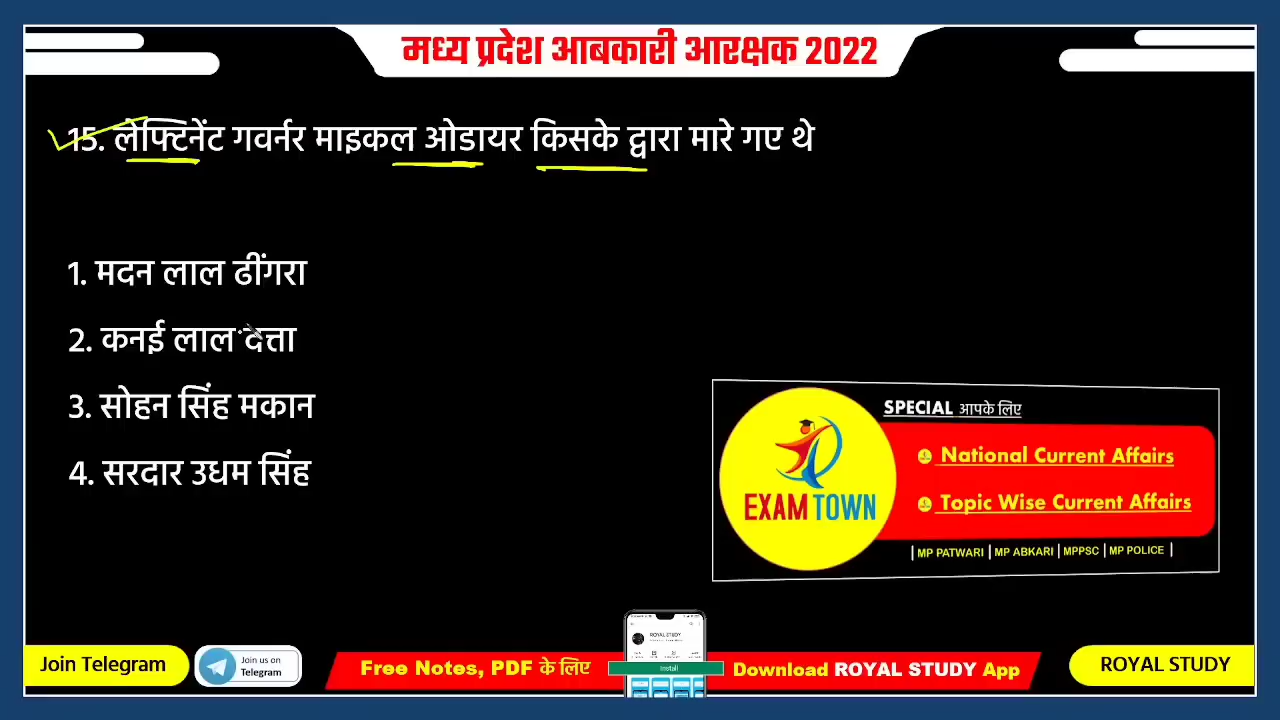 मध्य प्रदेश आबकारी आरक्षक 2022
15. लेफ्टिनेंट गवर्नर माइकल ओडायर किसके द्वारा मारे गए थे
1. मदन लाल ढींगरा
2. कनई लाल दत्ता
3. सोहन सिंह मकान
4. सरदार उधम सिंह
SPECIAL आपके लिए
National Current Affairs
Topic Wise Current Affairs
EXAM TOWN
| MP PATWARI | MP ABKARI | MPPSC | MP POLICE |
Join Telegram
Join us on
Telegram
Free Notes, PDF के लिए
ROYAL STUDY
Install
Download ROYAL STUDY App
ROYAL STUDY